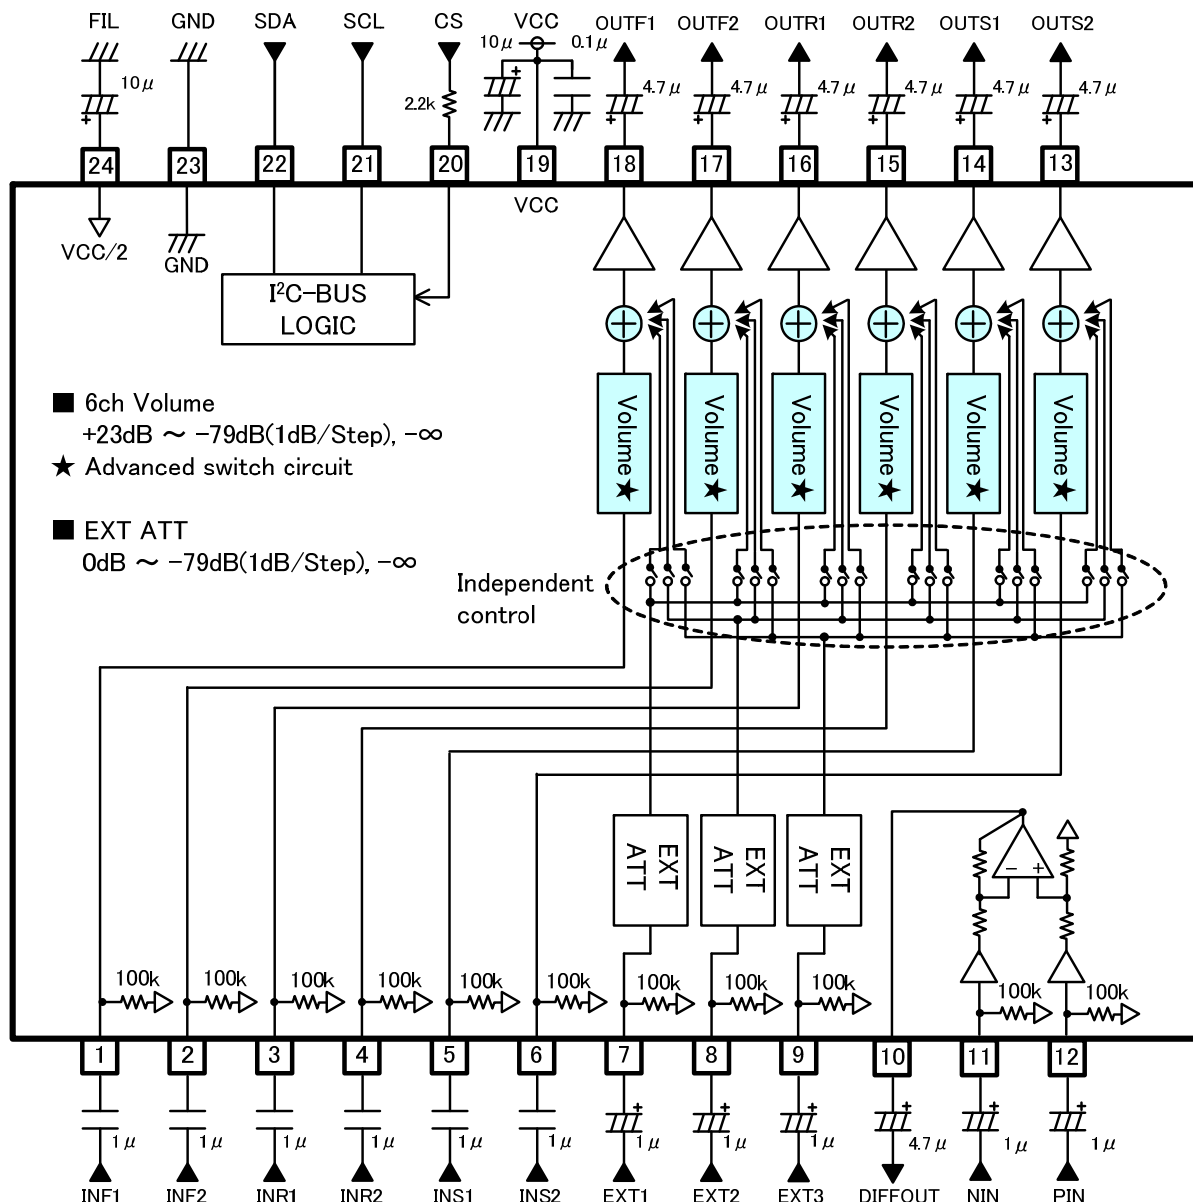 FIL GND SDA SCL CS VCC OUTF1 OUTF2 OUTR1 OUTR2 OUTS1 OUTS2
10μ 0.1μ
10μ 2.2k 4.7μ 4.7μ 4.7μ 4.7μ 4.7μ 4.7μ
+ + + + + + + +
24 23 22 21 20 19 18 17 16 15 14 13
VCC
VCC/2 GND
I²C-BUS
LOGIC
■ 6ch Volume
+23dB ~ -79dB(1dB/Step), -∞
★ Advanced switch circuit
■ EXT ATT
0dB ~ -79dB(1dB/Step), -∞
Volume★ Volume★ Volume★ Volume★ Volume★ Volume★
Independent
control
EXT
ATT
EXT
ATT
EXT
ATT
- +
100k 100k 100k 100k 100k 100k 100k 100k 100k 100k 100k
1 2 3 4 5 6 7 8 9 10 11 12
+ + + + + +
1μ 1μ 1μ 1μ 1μ 1μ 1μ 1μ 1μ 4.7μ 1μ 1μ
INF1 INF2 INR1 INR2 INS1 INS2 EXT1 EXT2 EXT3 DIFFOUT NIN PIN